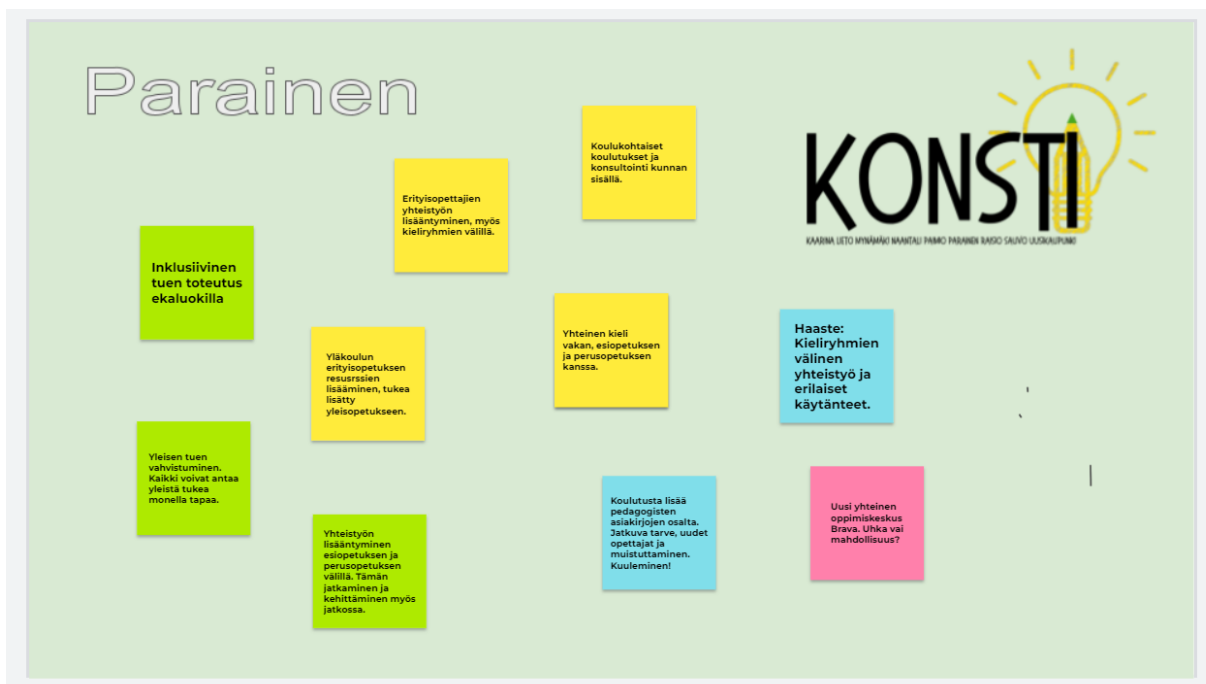 Parainen
KONSTI
KAARINA LIETO MYNÄMÄKI NAANTALI PAIMIO PARAINEN RAISIO SAUVO UUSIKAUPUNKI
Koulukohtaiset
koulutukset ja
konsultointi kunnan
sisällä.
Erityisopettajien
yhteistyön
lisääntyminen, myös
kieliryhmien välillä.
Inklusiivinen
tuen toteutus
ekaluokilla
Yläkoulun
erityisopetuksen
resusrssien
lisääminen, tukea
lisätty
yleisopetukseen.
Yhteinen kieli
vakan, esiopetuksen
ja perusopetuksen
kanssa.
Haaste:
Kieliryhmien
välinen
yhteistyö ja
erilaiset
käytänteet.
Yleisen tuen
vahvistuminen.
Kaikki voivat antaa
yleistä tukea
monella tapaa.
Yhteistyön
lisääntyminen
esiopetuksen ja
perusopetuksen
välillä. Tämän
jatkaminen ja
kehittäminen myös
jatkossa.
Koulutusta lisää
pedagogisten
asiakirjojen osalta.
Jatkuva tarve, uudet
opettajat ja
muistuttaminen.
Kuuleminen!
Uusi yhteinen
oppimiskeskus
Brava. Uhka vai
mahdollisuus?